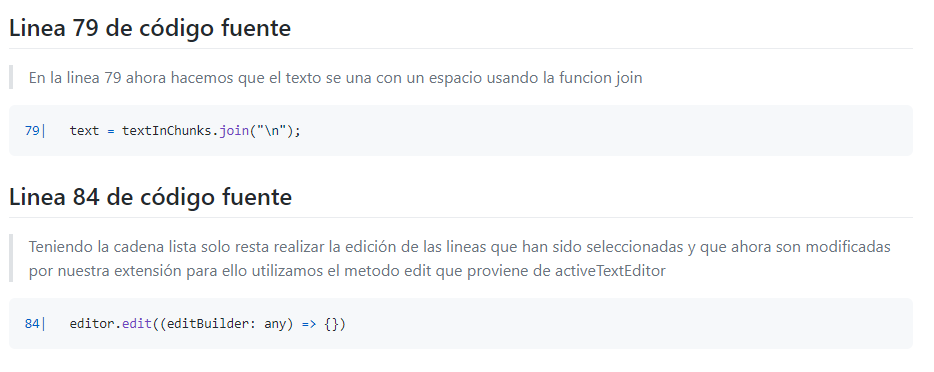 Linea 79 de código fuente
En la linea 79 ahora hacemos que el texto se una con un espacio usando la funcion join
79|   text = textInChunks.join("\n");
Linea 84 de código fuente
Teniendo la cadena lista solo resta realizar la edición de las lineas que han sido seleccionadas y que ahora son modificadas
por nuestra extensión para ello utilizamos el metodo edit que proviene de activeTextEditor
84|   editor.edit((editBuilder: any) => {})